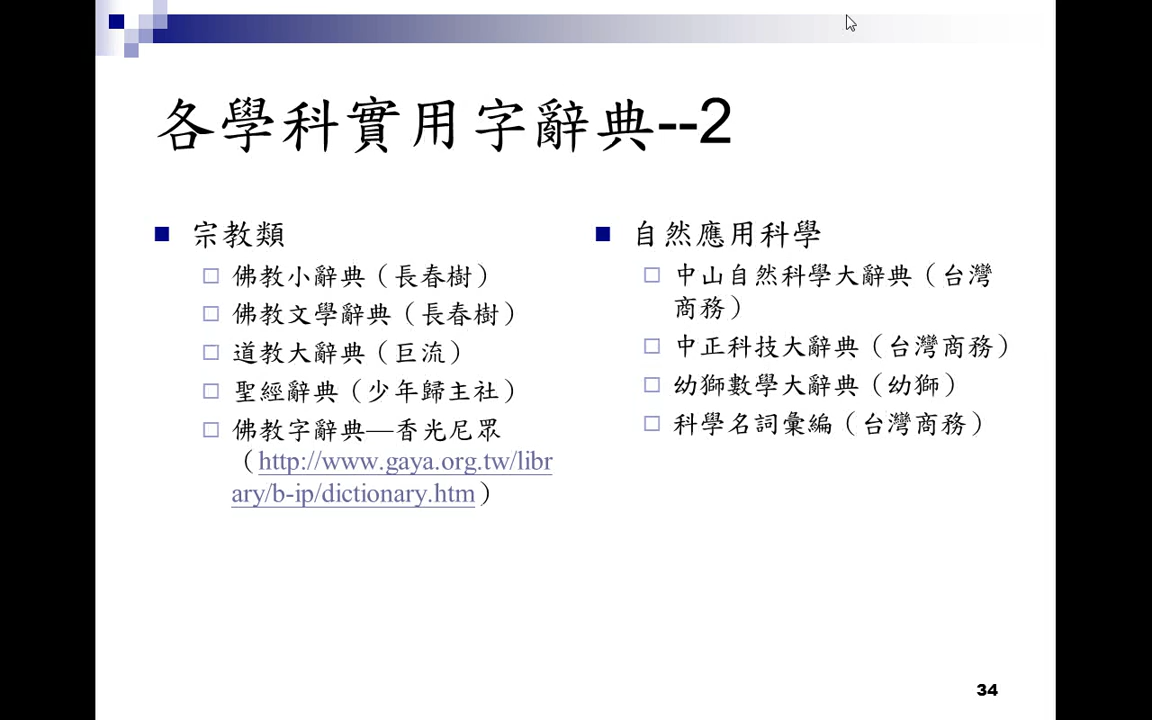 各學科實用字辭典--2
宗教類
佛教小辭典（長春樹）
佛教文學辭典（長春樹）
道教大辭典（巨流）
聖經辭典（少年歸主社）
佛教字辭典—香光尼眾
（http://www.gaya.org.tw/libr
ary/b-ip/dictionary.htm）
自然應用科學
中山自然科學大辭典（台灣
商務）
中正科技大辭典（台灣商務）
幼獅數學大辭典（幼獅）
科學名詞彙編（台灣商務）
34